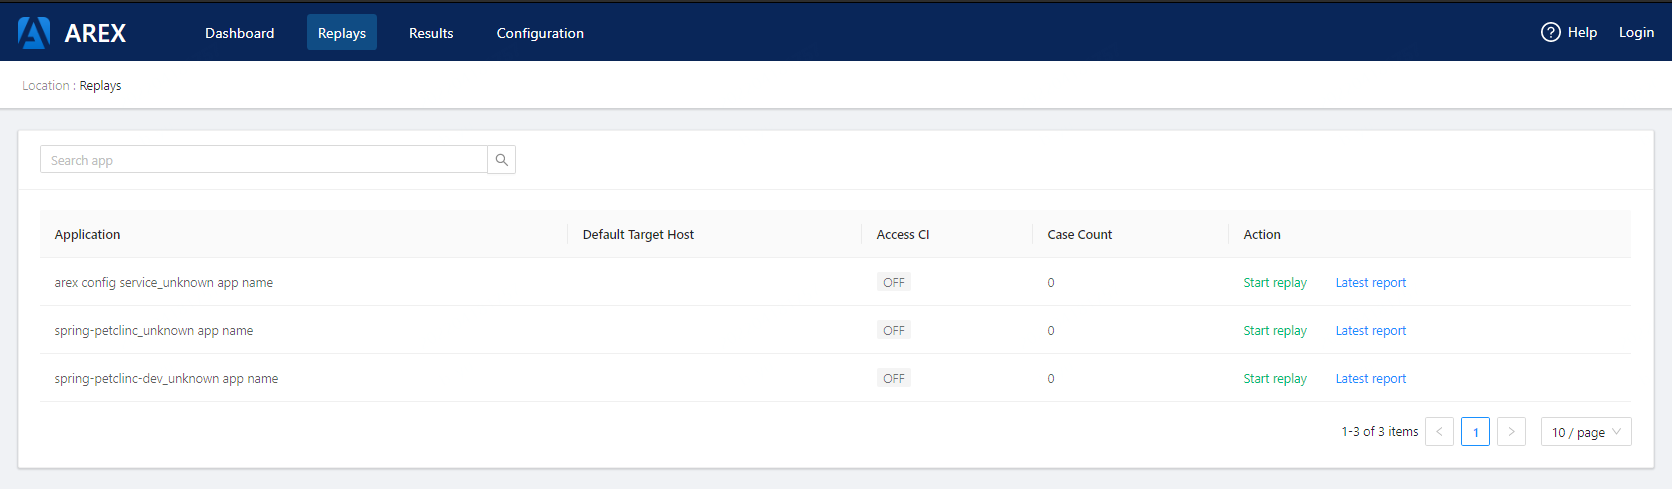 AREX Dashboard Replays Results Configuration Help Login
Location : Replays
Search app
Application Default Target Host Access CI Case Count Action
arex config service_unknown app name OFF 0 Start replay Latest report
spring-petclinc_unknown app name OFF 0 Start replay Latest report
spring-petclinc-dev_unknown app name OFF 0 Start replay Latest report
1-3 of 3 items < 1 > 10 / page